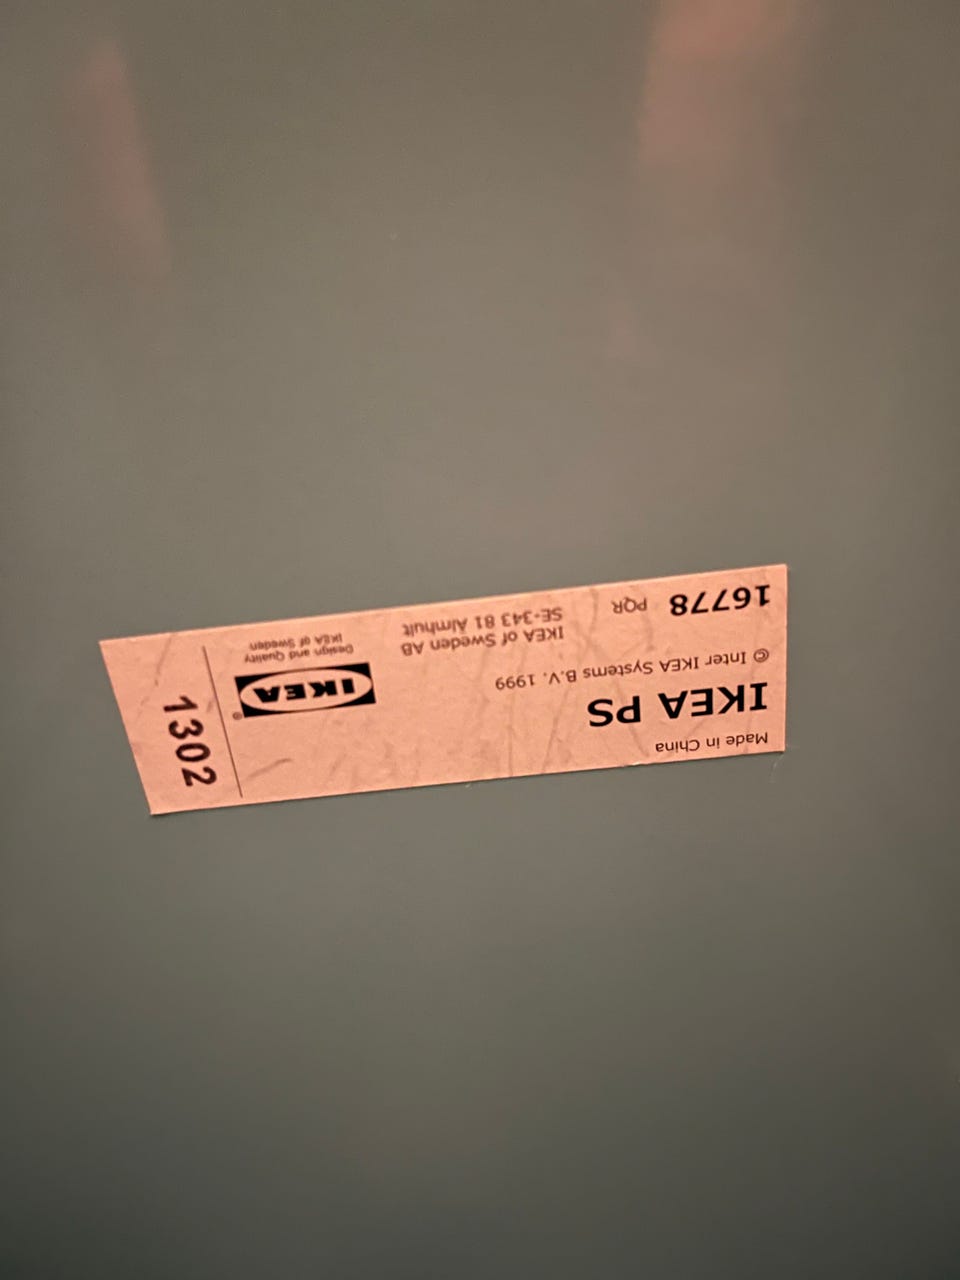 Made in China
IKEA PS
© Inter IKEA Systems B.V. 1999
16778 PQR
IKEA of Sweden AB
SE-343 81 Älmhult
IKEA®
Design and Quality
IKEA of Sweden
1302